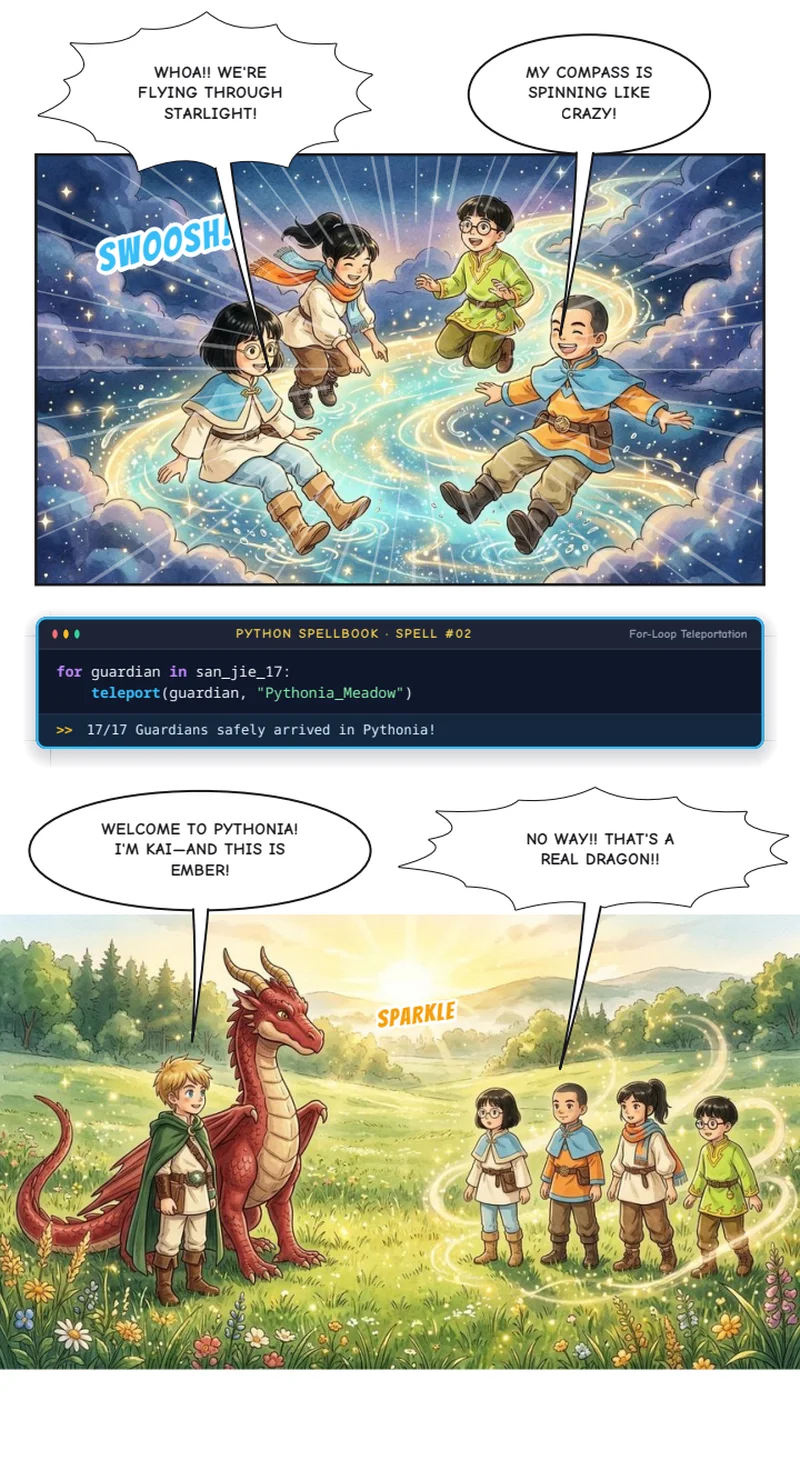 WHOA!! WE'RE
FLYING THROUGH
STARLIGHT!
MY COMPASS IS
SPINNING LIKE
CRAZY!
SWOOSH!
PYTHON SPELLBOOK · SPELL #02
For-Loop Teleportation
for guardian in san_jie_17:
    teleport(guardian, "Pythonia_Meadow")
>> 17/17 Guardians safely arrived in Pythonia!
WELCOME TO PYTHONIA!
I'M KAI—AND THIS IS
EMBER!
NO WAY!! THAT'S A
REAL DRAGON!!
SPARKLE